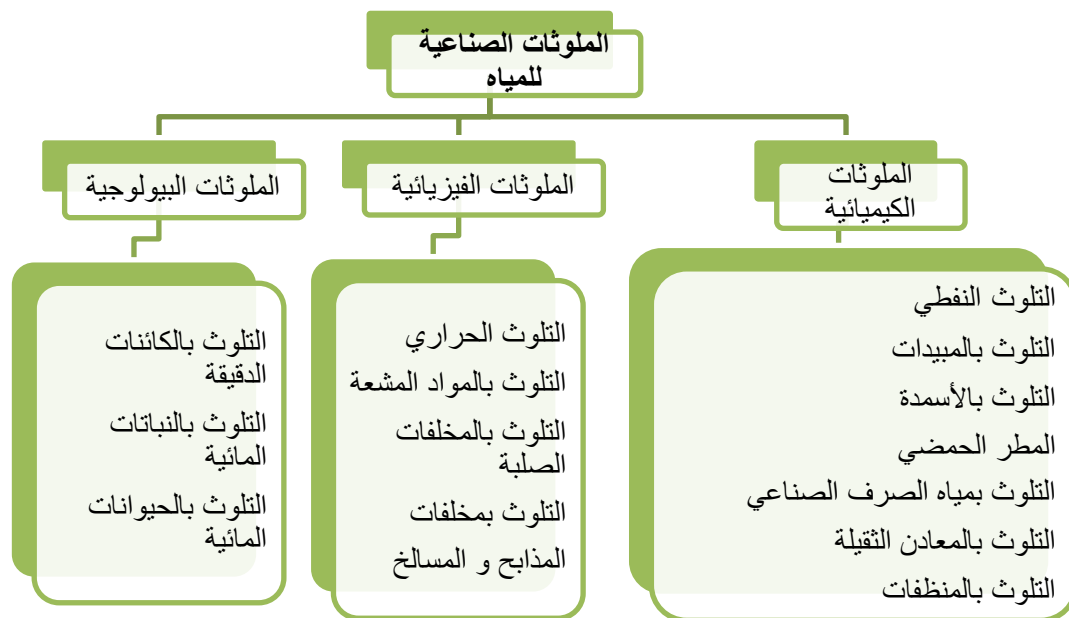 الملوثات الصناعية
للمياه
الملوثات
الكيميائية
التلوث النفطي
التلوث بالمبيدات
التلوث بالأسمدة
المطر الحمضي
التلوث بمياه الصرف الصناعي
التلوث بالمعادن الثقيلة
التلوث بالمنظفات
الملوثات الفيزيائية
التلوث الحراري
التلوث بالمواد المشعة
التلوث بالمخلفات
الصلبة
التلوث بمخلفات
المذابح و المسالخ
الملوثات البيولوجية
التلوث بالكائنات
الدقيقة
التلوث بالنباتات
المائية
التلوث بالحيوانات
المائية